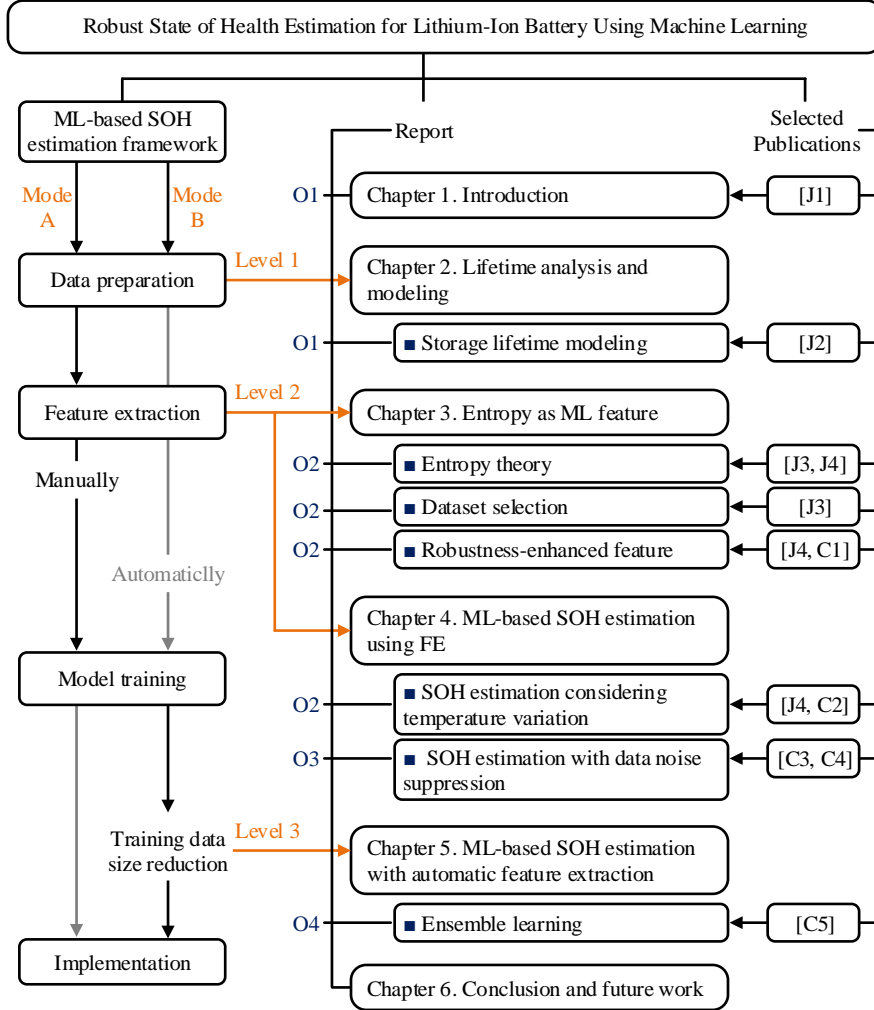 Robust State of Health Estimation for Lithium-Ion Battery Using Machine Learning
ML-based SOH
estimation framework
Report
Selected
Publications
Mode
A
Mode
B
O1
Chapter 1. Introduction
[J1]
Data preparation
Level 1
Chapter 2. Lifetime analysis and
modeling
O1
■ Storage lifetime modeling
[J2]
Feature extraction
Level 2
Chapter 3. Entropy as ML feature
Manually
O2
■ Entropy theory
[J3, J4]
O2
■ Dataset selection
[J3]
O2
■ Robustness-enhanced feature
[J4, C1]
Automaticlly
Chapter 4. ML-based SOH estimation
using FE
Model training
O2
■ SOH estimation considering
temperature variation
[J4, C2]
O3
■ SOH estimation with data noise
suppression
[C3, C4]
Training data
size reduction
Level 3
Chapter 5. ML-based SOH estimation
with automatic feature extraction
O4
■ Ensemble learning
[C5]
Implementation
Chapter 6. Conclusion and future work